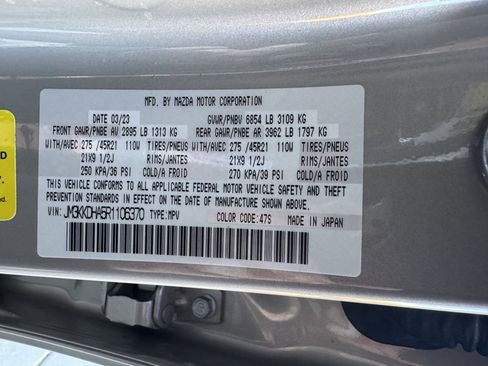 MFD. BY MAZDA MOTOR CORPORATION
DATE 03/23 GVWR/PNBV 6854 LB 3109 KG
FRONT GAWR/PNBE AV 2895 LB 1313 KG REAR GAWR/PNBE AR 3962 LB 1797 KG
WITH/AVEC 275 /45R21 110W TIRES/PNEUS WITH/AVEC 275 /45R21 110W TIRES/PNEUS
21X9 1/2J RIMS/JANTES 21X9 1/2J RIMS/JANTES
250 KPA/36 PSI COLD/A FROID 270 KPA/39 PSI COLD/A FROID
THIS VEHICLE CONFORMS TO ALL APPLICABLE FEDERAL MOTOR VEHICLE SAFETY AND THEFT
PREVENTION STANDARDS IN EFFECT ON THE DATE OF MANUFACTURE SHOWN ABOVE.
VIN: JM3KKDHA5R1106370 TYPE:MPV COLOR CODE:47S MADE IN JAPAN
D